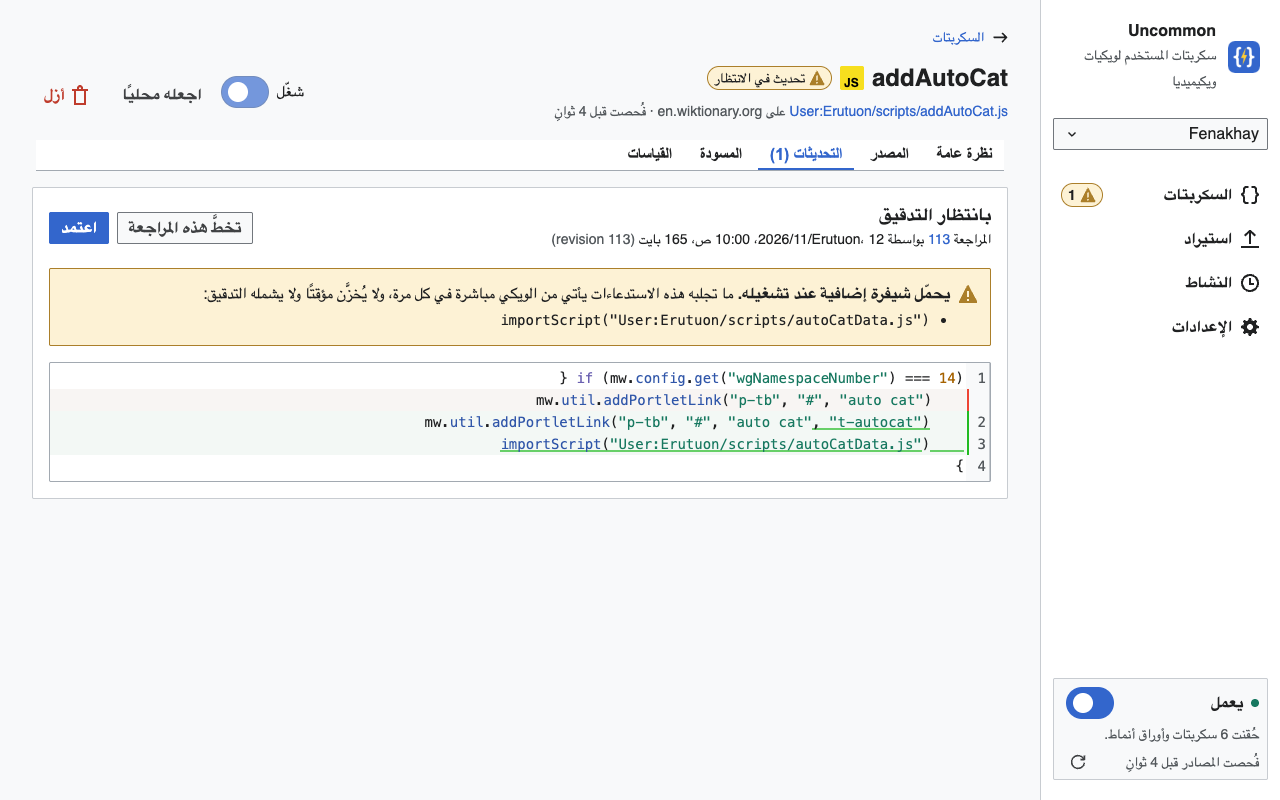 Uncommon
سكربتات المستخدم لويكيات
ويكيميديا
Fenakhay
السكربتات 1
استيراد
النشاط
الإعدادات
يعمل
حُقنت 6 سكربتات وأوراق أنماط.
فُحصت المصادر قبل 4 ثوانٍ
السكربتات
addAutoCat JS تحديث في الانتظار
User:Erutuon/scripts/addAutoCat.js على en.wiktionary.org · فُحصت قبل 4 ثوانٍ
شغّل
اجعله محليًا
أزل
نظرة عامة
المصدر
التحديثات (1)
المسودة
القياسات
بانتظار التدقيق
المراجعة 113 بواسطة Erutuon، 12/11/2026، 10:00 ص، 165 بايت (revision 113)
تخطَّ هذه المراجعة
اعتمد
يحمّل شيفرة إضافية عند تشغيله. ما تجلبه هذه الاستدعاءات يأتي من الويكي مباشرة في كل مرة، ولا يُخزَّن مؤقتًا ولا يشمله التدقيق:
• importScript("User:Erutuon/scripts/autoCatData.js")
1 if (mw.config.get("wgNamespaceNumber") === 14) {
mw.util.addPortletLink("p-tb", "#", "auto cat")
2 mw.util.addPortletLink("p-tb", "#", "auto cat", "t-autocat")
3 importScript("User:Erutuon/scripts/autoCatData.js")
4 }